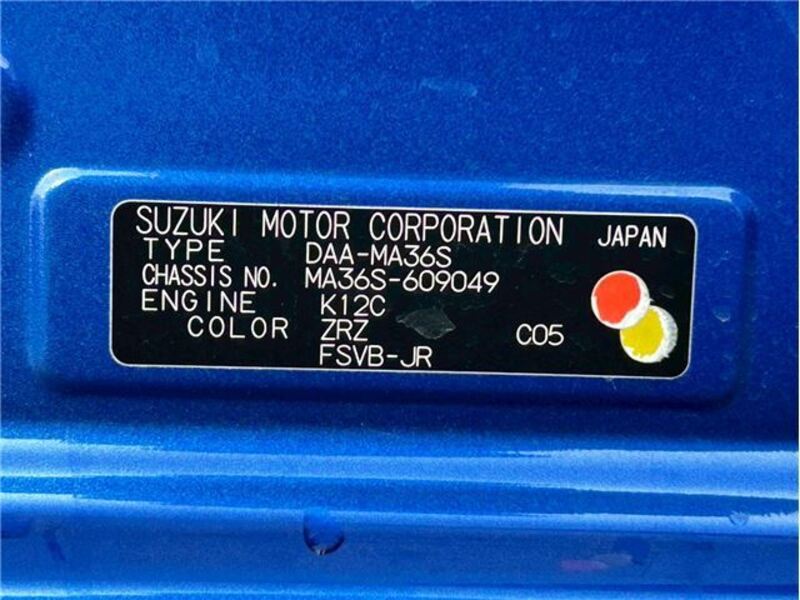 SUZUKI MOTOR CORPORATION JAPAN
TYPE DAA-MA36S
CHASSIS NO. MA36S-609049
ENGINE K12C
COLOR ZRZ C05
FSVB-JR